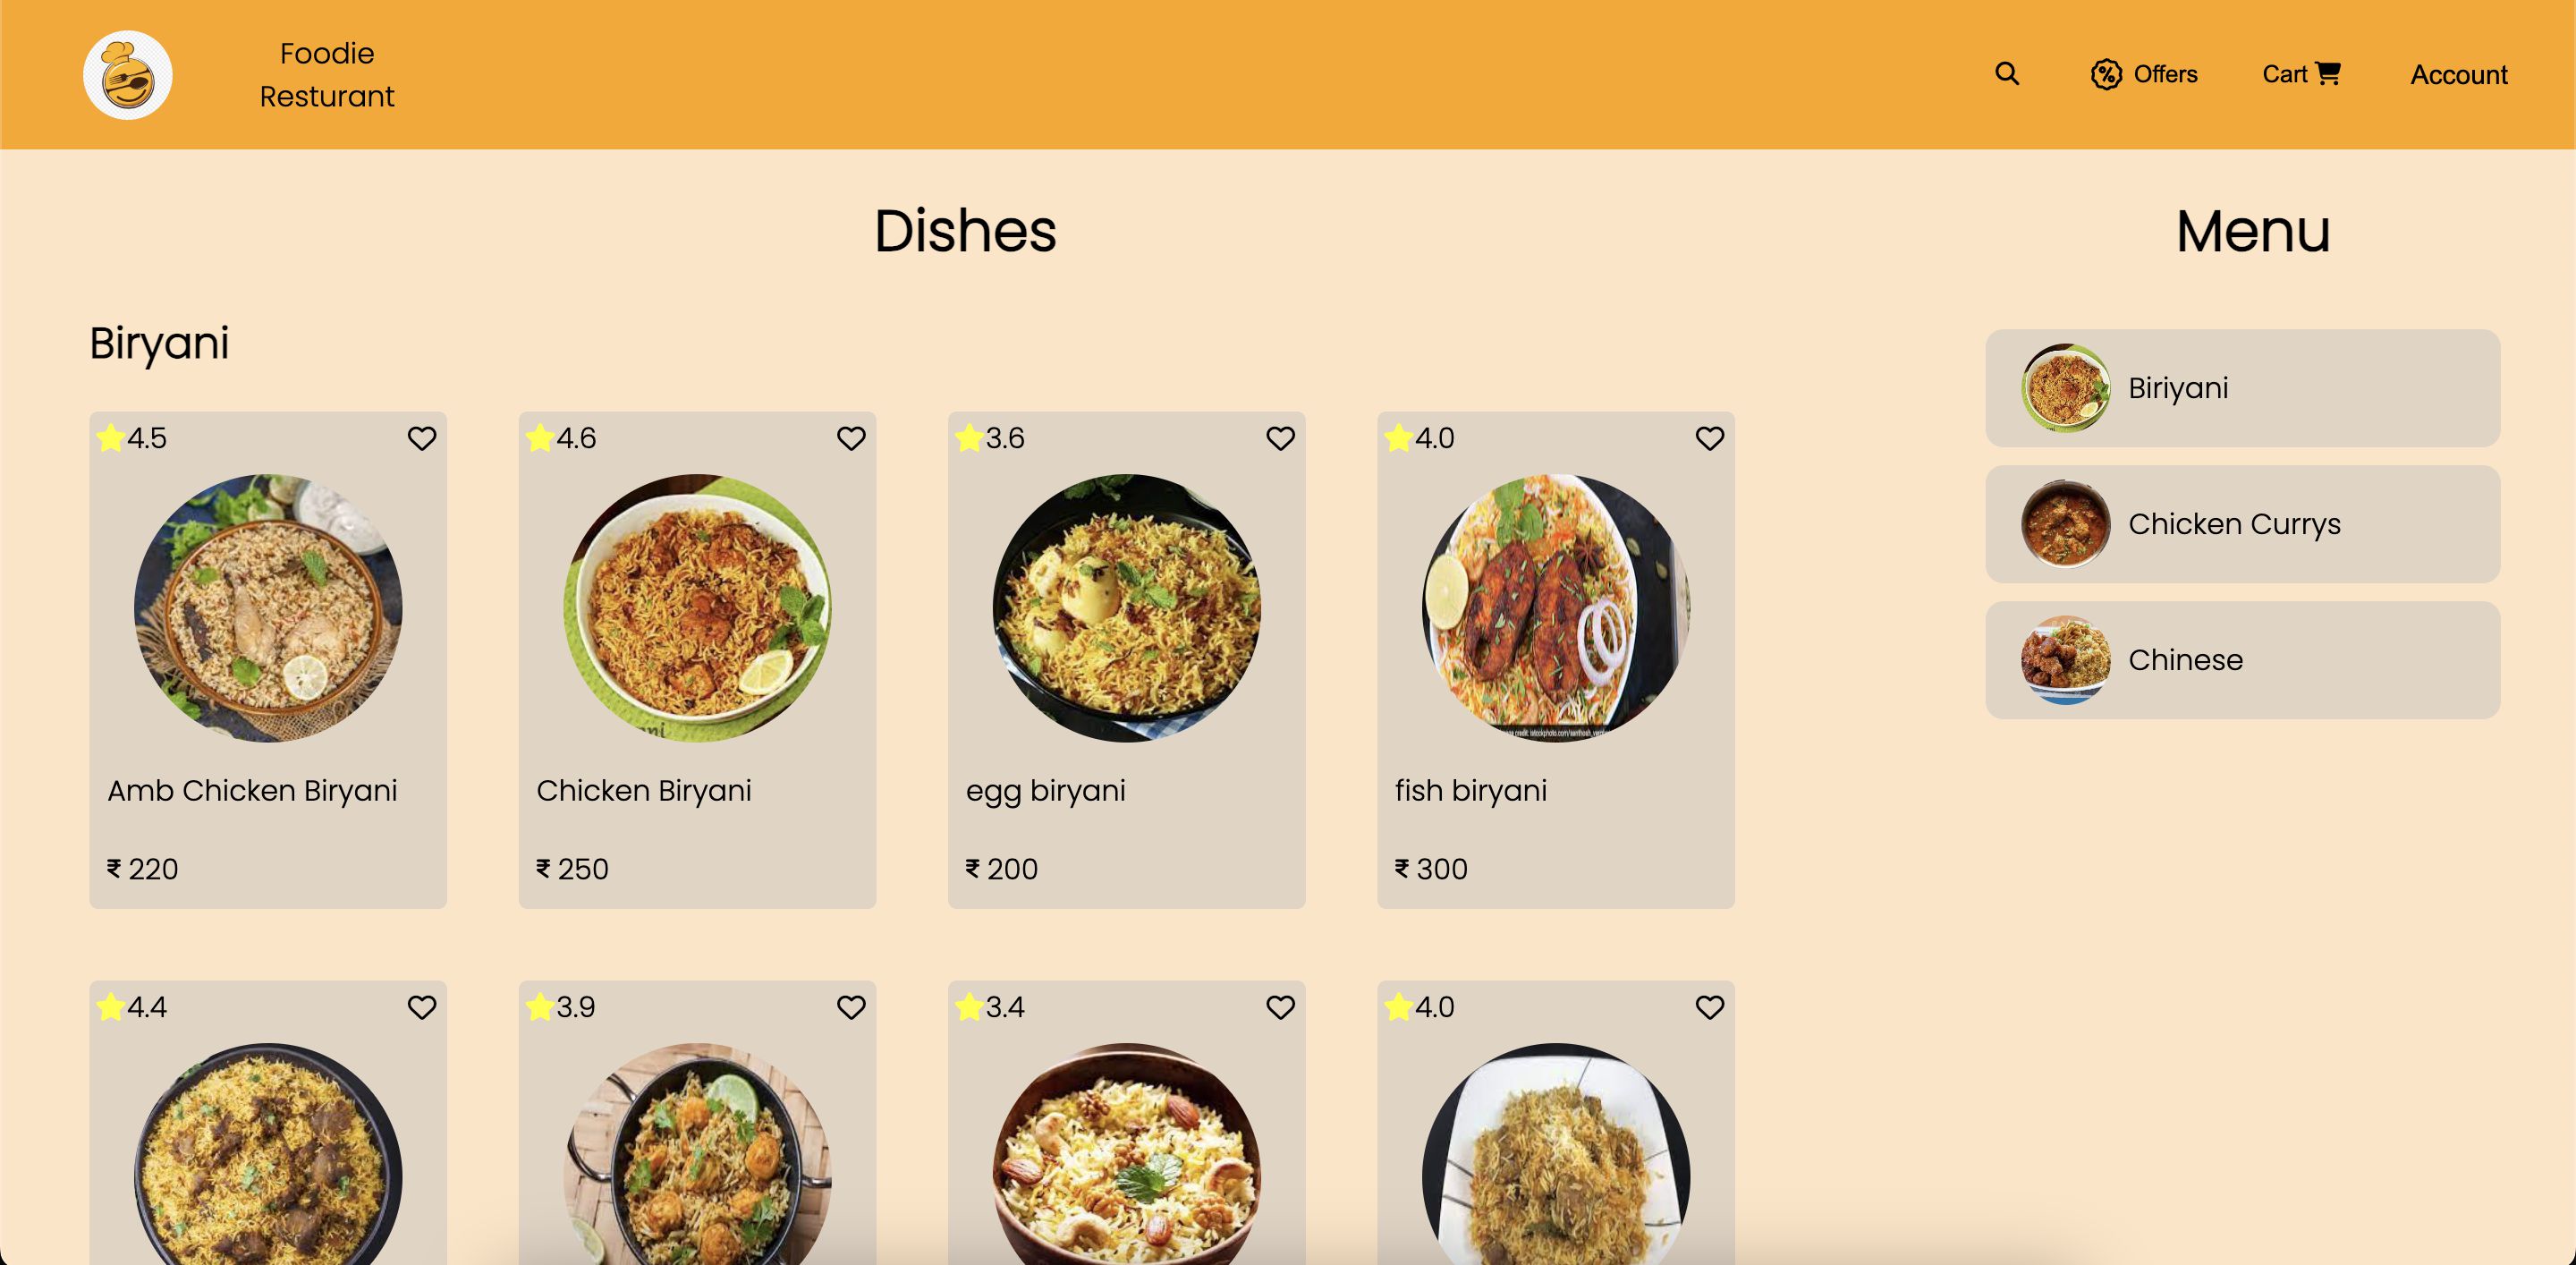 Foodie
Resturant
Offers
Cart
Account
Dishes
Menu
Biryani
4.5
4.6
3.6
4.0
Amb Chicken Biryani
Chicken Biryani
egg biryani
fish biryani
₹ 220
₹ 250
₹ 200
₹ 300
4.4
3.9
3.4
4.0
Biriyani
Chicken Currys
Chinese